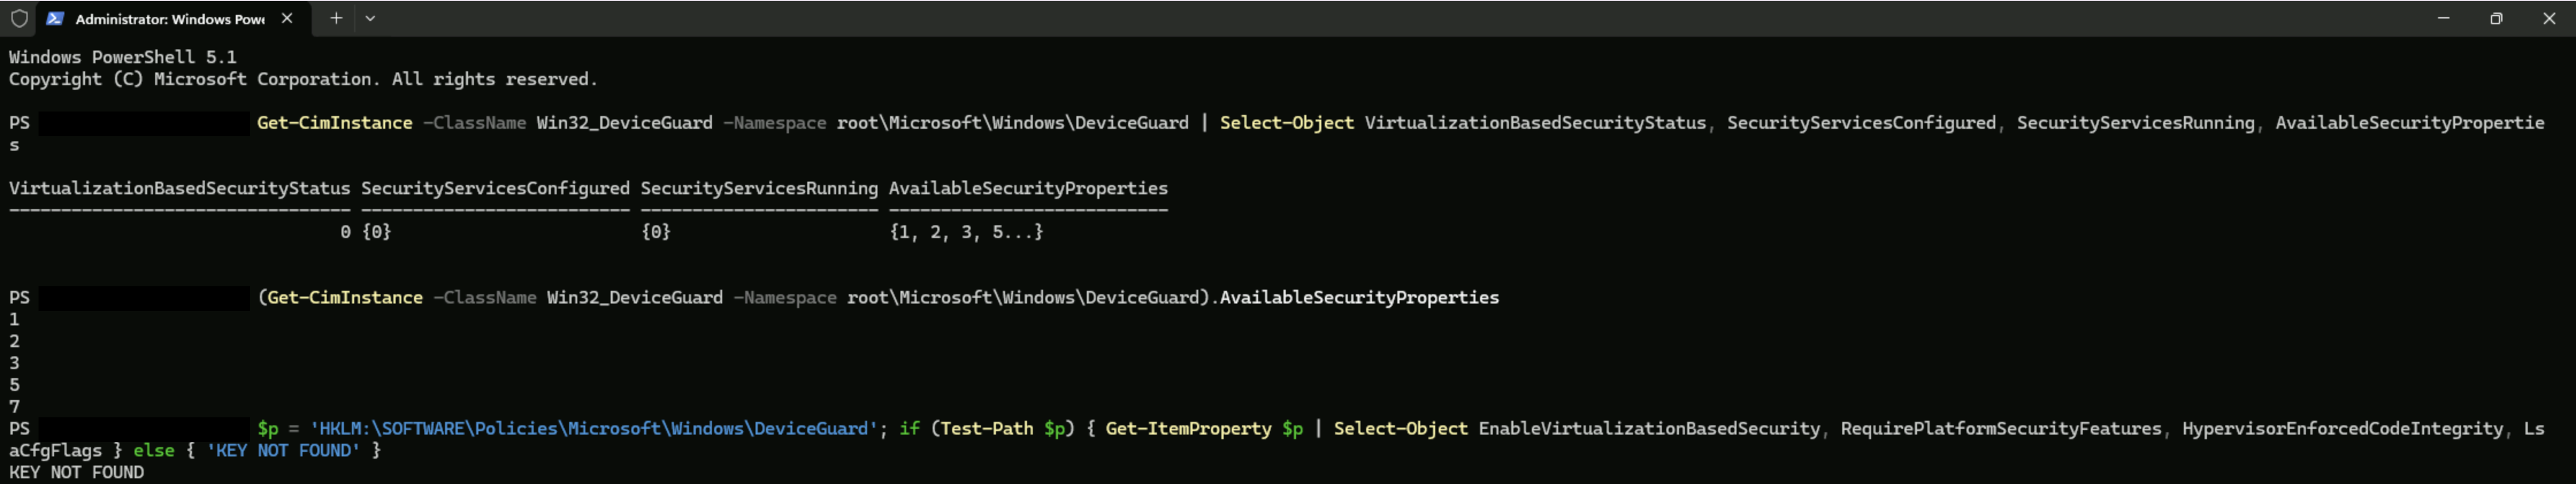 Administrator: Windows Powe
Windows PowerShell 5.1
Copyright (C) Microsoft Corporation. All rights reserved.
PS Get-CimInstance -ClassName Win32_DeviceGuard -Namespace root\Microsoft\Windows\DeviceGuard | Select-Object VirtualizationBasedSecurityStatus, SecurityServicesConfigured, SecurityServicesRunning, AvailableSecurityPropertie
s
VirtualizationBasedSecurityStatus SecurityServicesConfigured SecurityServicesRunning AvailableSecurityProperties
--------------------------------- -------------------------- ----------------------- ---------------------------
0 {0} {0} {1, 2, 3, 5...}
PS (Get-CimInstance -ClassName Win32_DeviceGuard -Namespace root\Microsoft\Windows\DeviceGuard).AvailableSecurityProperties
1
2
3
5
7
PS $p = 'HKLM:\SOFTWARE\Policies\Microsoft\Windows\DeviceGuard'; if (Test-Path $p) { Get-ItemProperty $p | Select-Object EnableVirtualizationBasedSecurity, RequirePlatformSecurityFeatures, HypervisorEnforcedCodeIntegrity, Ls
aCfgFlags } else { 'KEY NOT FOUND' }
KEY NOT FOUND